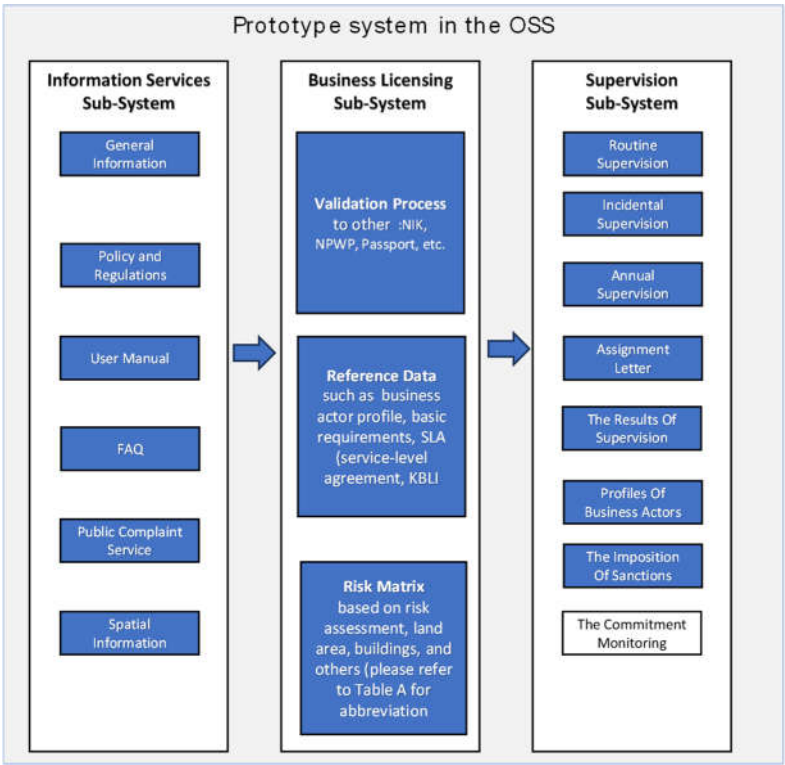 Prototype system in the OSS
Information Services
Sub-System
General
Information
Policy and
Regulations
User Manual
FAQ
Public Complaint
Service
Spatial
Information
Business Licensing
Sub-System
Validation Process
to other :NIK,
NPWP, Passport, etc.
Reference Data
such as business
actor profile, basic
requirements, SLA
(service-level
agreement, KBLI
Risk Matrix
based on risk
assessment, land
area, buildings, and
others (please refer
to Table A for
abbreviation
Supervision
Sub-System
Routine
Supervision
Incidental
Supervision
Annual
Supervision
Assignment
Letter
The Results Of
Supervision
Profiles Of
Business Actors
The Imposition
Of Sanctions
The Commitment
Monitoring